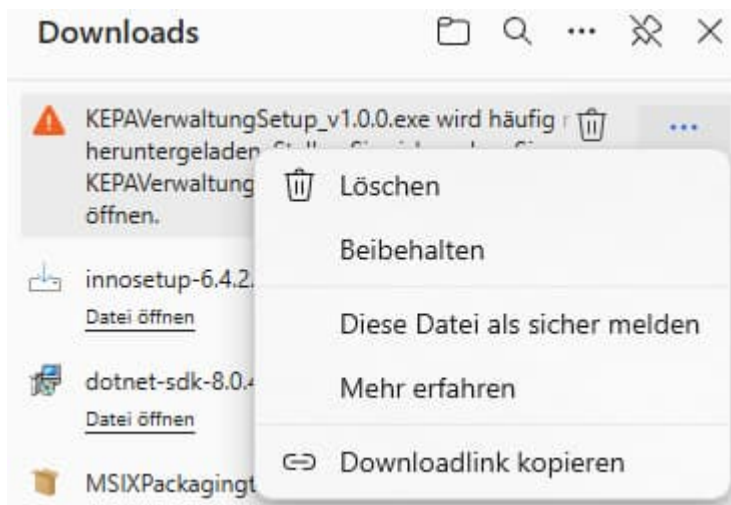 Downloads
KEPAVerwaltungSetup_v1.0.0.exe wird häufig
heruntergeladen.
KEPAVerwaltung
öffnen.
Löschen
Beibehalten
Diese Datei als sicher melden
Mehr erfahren
Downloadlink kopieren
innosetup-6.4.2.
Datei öffnen
dotnet-sdk-8.0.4
Datei öffnen
MSIXPackagingt